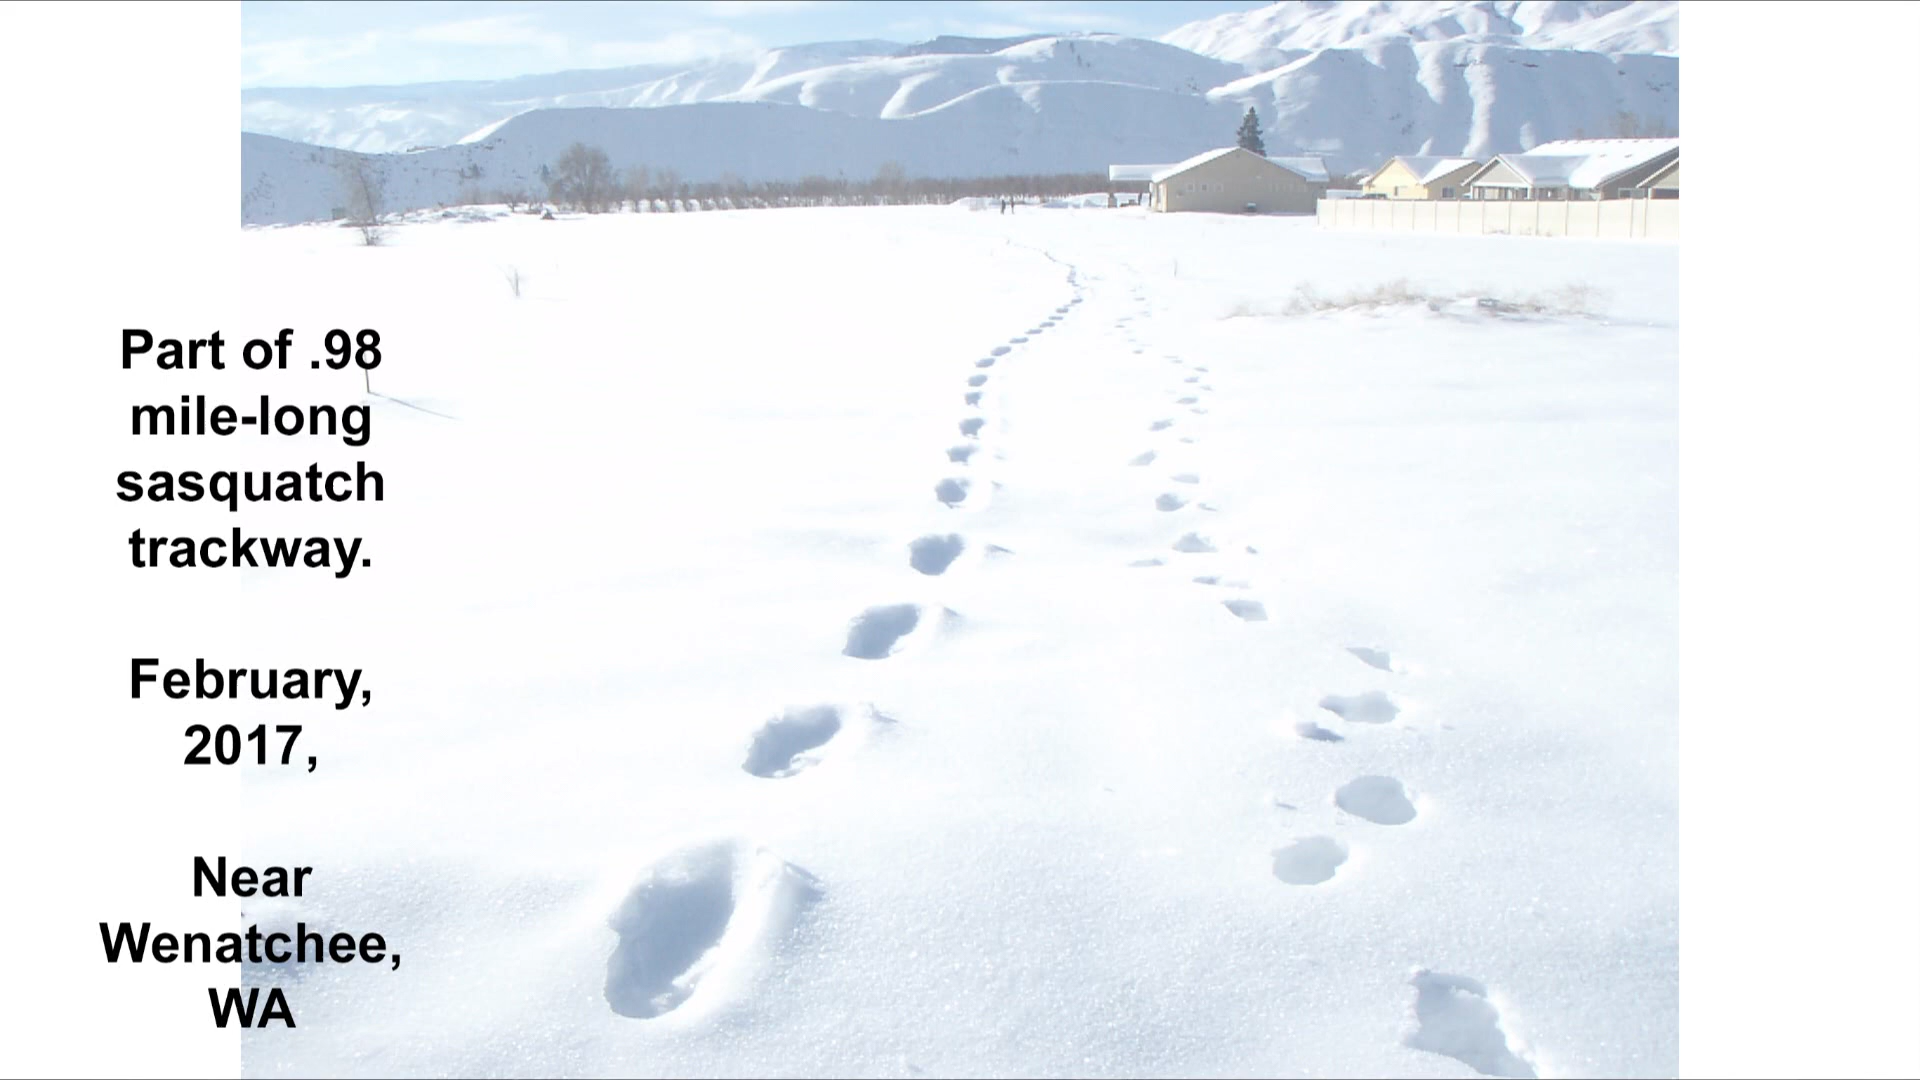 Part of .98
mile-long
sasquatch
trackway.
February,
2017,
Near
Wenatchee,
WA